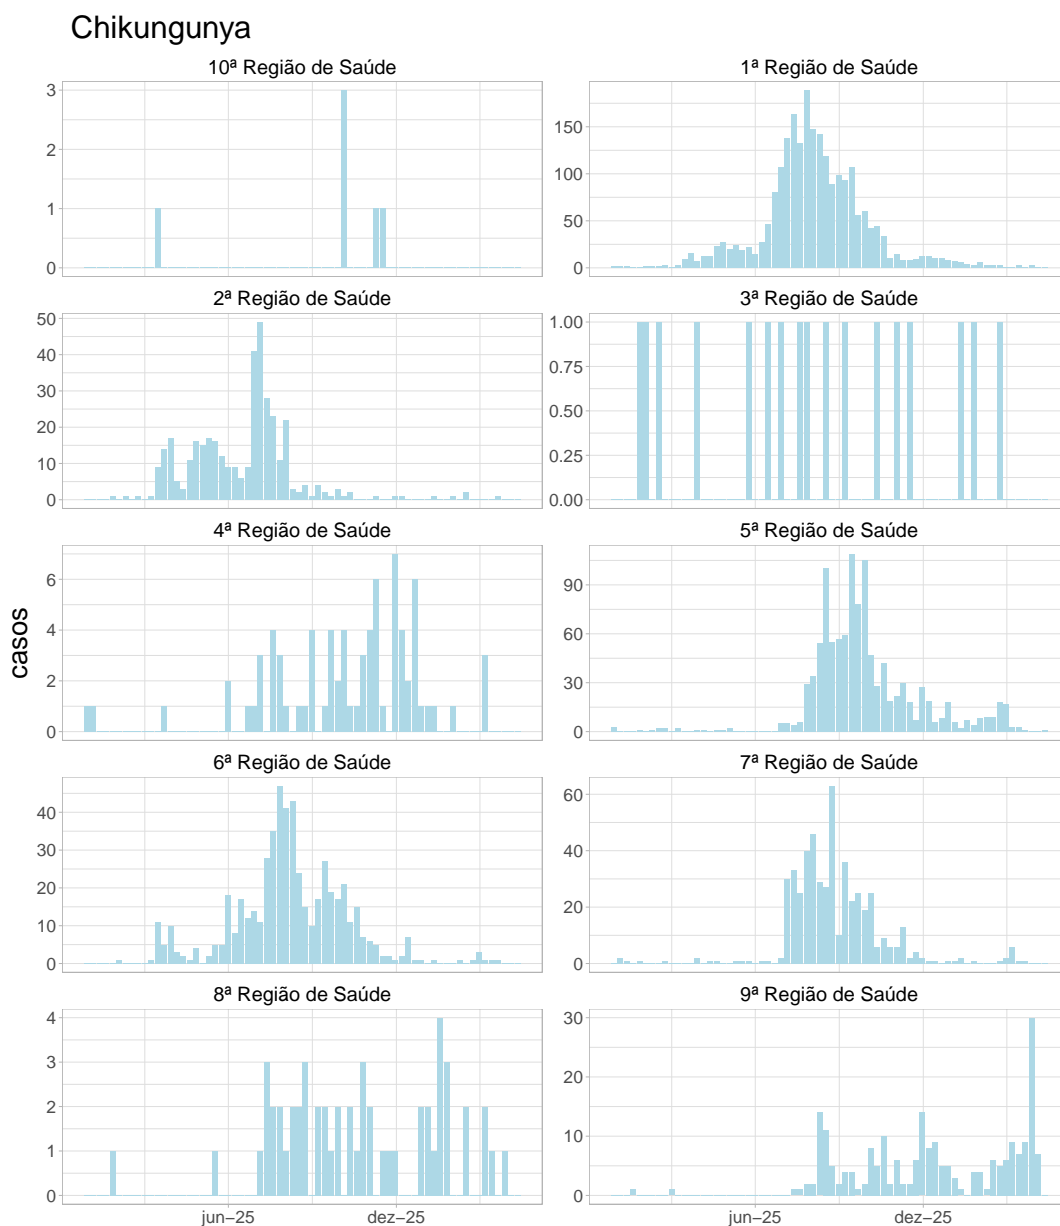 Chikungunya
10ª Região de Saúde
1ª Região de Saúde
3
2
1
0
150
100
50
0
2ª Região de Saúde
3ª Região de Saúde
50
40
30
20
10
0
1.00
0.75
0.50
0.25
0.00
4ª Região de Saúde
5ª Região de Saúde
casos
6
4
2
0
90
60
30
0
6ª Região de Saúde
7ª Região de Saúde
40
30
20
10
0
60
40
20
0
8ª Região de Saúde
9ª Região de Saúde
4
3
2
1
0
30
20
10
0
jun−25
dez−25
jun−25
dez−25